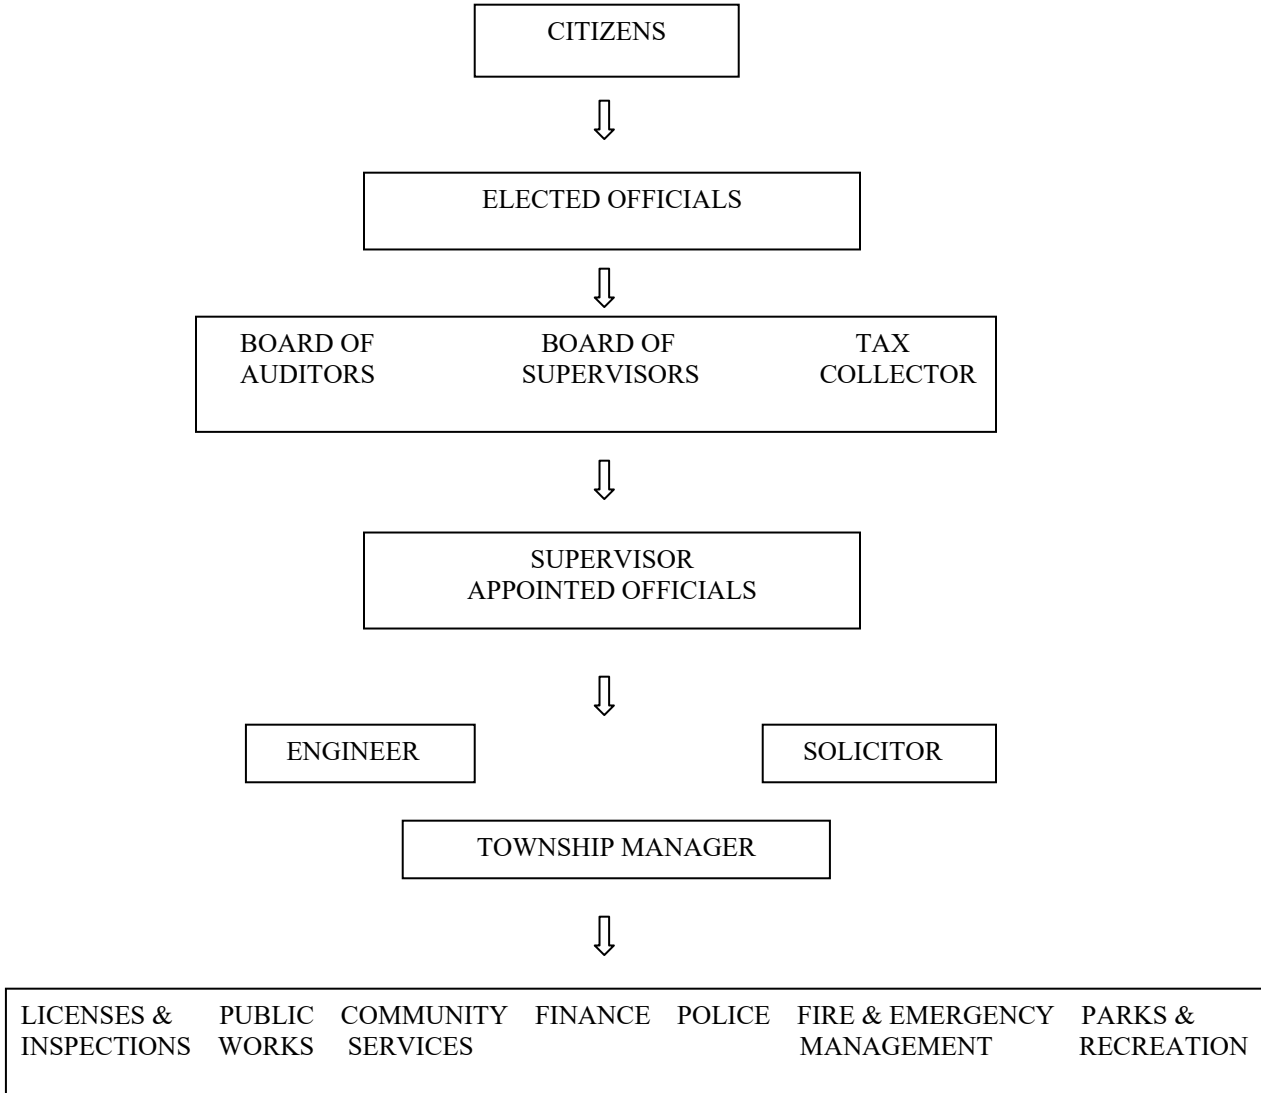 CITIZENS
ELECTED OFFICIALS
BOARD OF
AUDITORS
BOARD OF
SUPERVISORS
TAX
COLLECTOR
SUPERVISOR
APPOINTED OFFICIALS
ENGINEER
SOLICITOR
TOWNSHIP MANAGER
LICENSES &
INSPECTIONS
PUBLIC
WORKS
COMMUNITY
SERVICES
FINANCE
POLICE
FIRE & EMERGENCY
MANAGEMENT
PARKS &
RECREATION